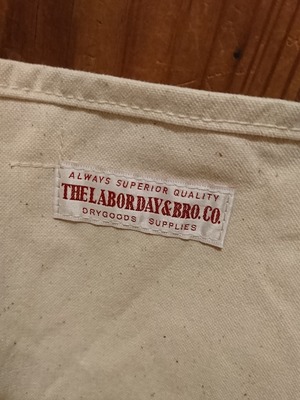 ALWAYS SUPERIOR QUALITY
THE LABOR DAY & BRO. CO.
DRYGOODS SUPPLIES